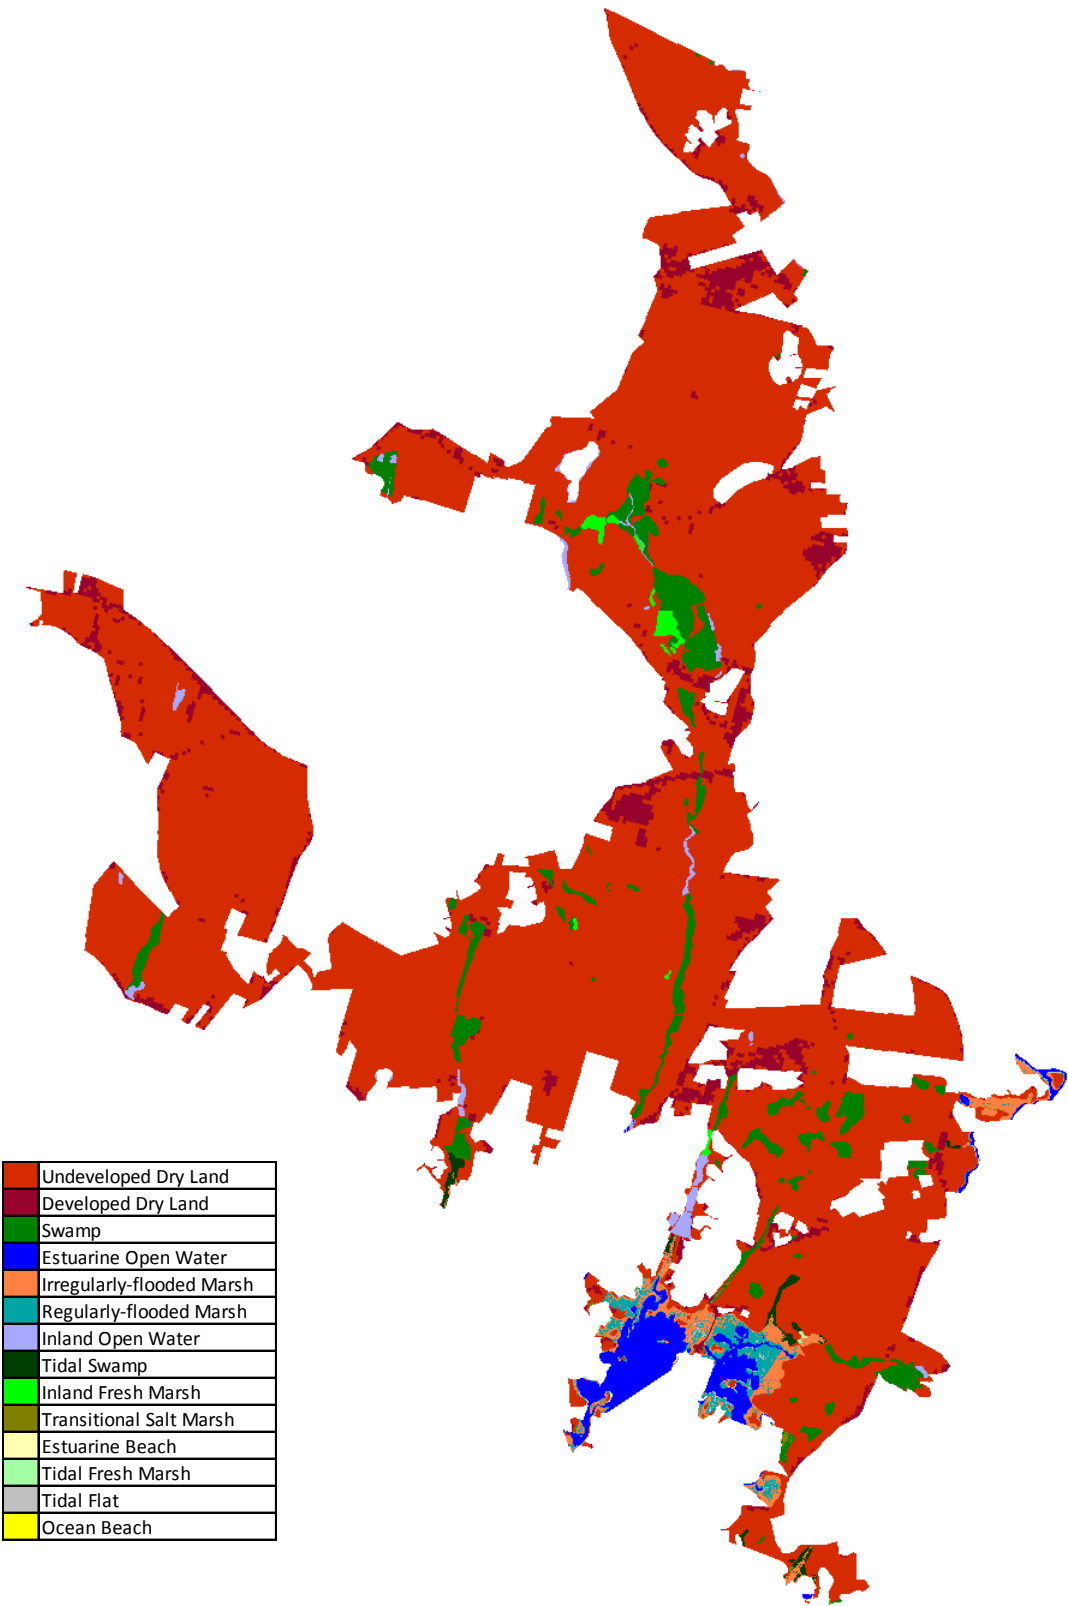 Undeveloped Dry Land
Developed Dry Land
Swamp
Estuarine Open Water
Irregularly-flooded Marsh
Regularly-flooded Marsh
Inland Open Water
Tidal Swamp
Inland Fresh Marsh
Transitional Salt Marsh
Estuarine Beach
Tidal Fresh Marsh
Tidal Flat
Ocean Beach